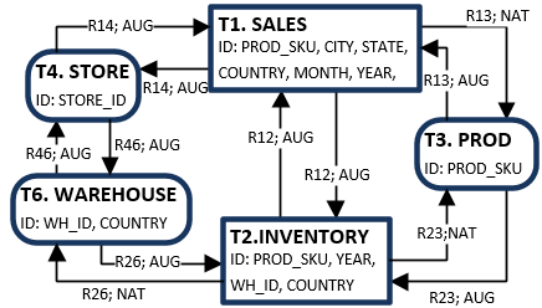 R14; AUG
T1. SALES
ID: PROD_SKU, CITY, STATE,
COUNTRY, MONTH, YEAR,
R13; NAT
T4. STORE
ID: STORE_ID
R14; AUG
R13; AUG
R46; AUG
R46; AUG
R12; AUG
R12; AUG
T3. PROD
ID: PROD_SKU
T6. WAREHOUSE
ID: WH_ID, COUNTRY
T2.INVENTORY
ID: PROD_SKU, YEAR,
WH_ID, COUNTRY
R26; AUG
R26; NAT
R23;NAT
R23; AUG